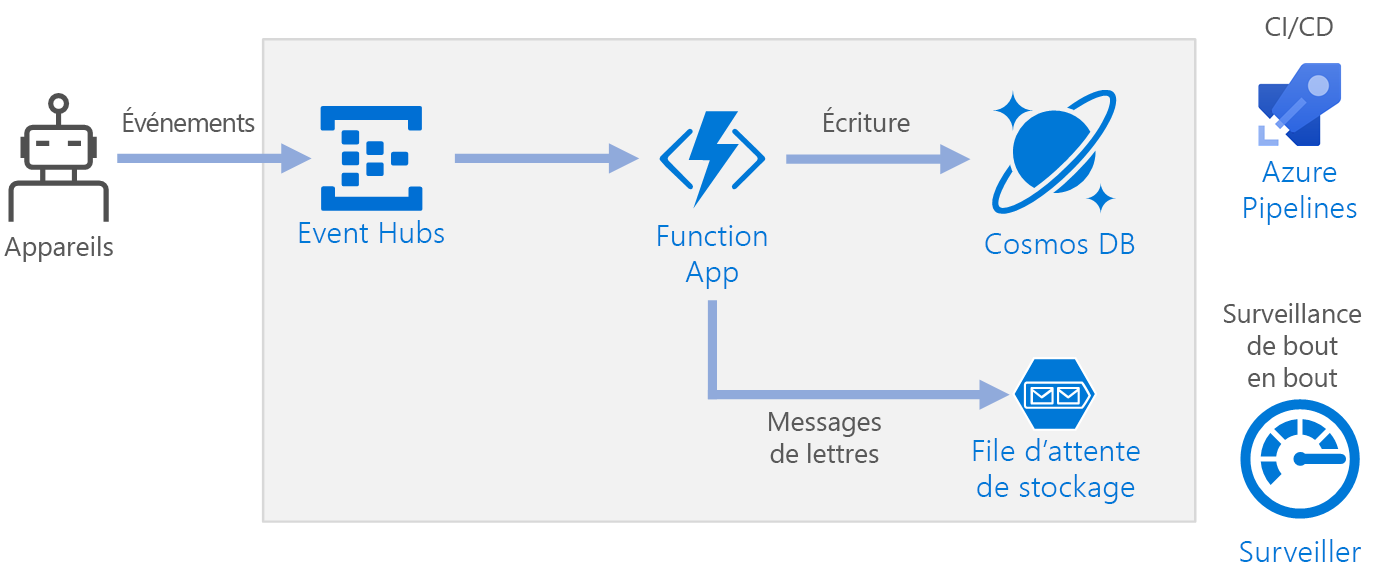 Appareils
Événements
Event Hubs
Function
App
Écriture
Cosmos DB
Messages
de lettres
File d’attente
de stockage
CI/CD
Azure
Pipelines
Surveillance
de bout
en bout
Surveiller